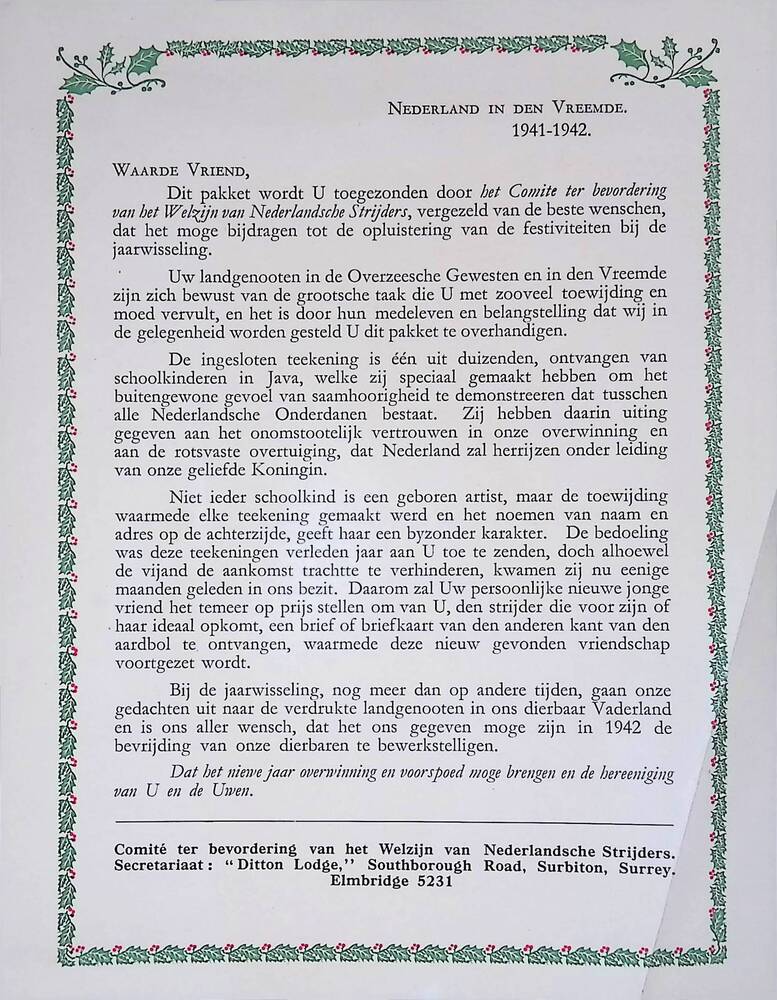 Nederland in den Vreemde.
1941-1942.
Waarde Vriend,
Dit pakket wordt U toegezonden door het Comite ter bevordering
van het Welzijn van Nederlandsche Strijders, vergezeld van de beste wenschen,
dat het moge bijdragen tot de opluistering van de festiviteiten bij de
jaarwisseling.
Uw landgenooten in de Overzeesche Gewesten en in den Vreemde
zijn zich bewust van de grootsche taak die U met zooveel toewijding en
moed vervult, en het is door hun medeleven en belangstelling dat wij in
de gelegenheid worden gesteld U dit pakket te overhandigen.
De ingesloten teekening is één uit duizenden, ontvangen van
schoolkinderen in Java, welke zij speciaal gemaakt hebben om het
buitengewone gevoel van saamhoorigheid te demonstreeren dat tusschen
alle Nederlandsche Onderdanen bestaat. Zij hebben daarin uiting
gegeven aan het onomstootelijk vertrouwen in onze overwinning en
aan de rotsvaste overtuiging, dat Nederland zal herrijzen onder leiding
van onze geliefde Koningin.
Niet ieder schoolkind is een geboren artist, maar de toewijding
waarmede elke teekening gemaakt werd en het noemen van naam en
adres op de achterzijde, geeft haar een byzonder karakter. De bedoeling
was deze teekeningen verleden jaar aan U toe te zenden, doch alhoewel
de vijand de aankomst trachtte te verhinderen, kwamen zij nu eenige
maanden geleden in ons bezit. Daarom zal Uw persoonlijke nieuwe jonge
vriend het temeer op prijs stellen om van U, den strijder die voor zijn of
haar ideaal opkomt, een brief of briefkaart van den anderen kant van den
aardbol te ontvangen, waarmede deze nieuw gevonden vriendschap
voortgezet wordt.
Bij de jaarwisseling, nog meer dan op andere tijden, gaan onze
gedachten uit naar de verdrukte landgenooten in ons dierbaar Vaderland
en is ons aller wensch, dat het ons gegeven moge zijn in 1942 de
bevrijding van onze dierbaren te bewerkstelligen.
Dat het niewe jaar overwinning en voorspoed moge brengen en de hereeniging
van U en de Uwen.
Comité ter bevordering van het Welzijn van Nederlandsche Strijders.
Secretariaat: "Ditton Lodge," Southborough Road, Surbiton, Surrey.
Elmbridge 5231